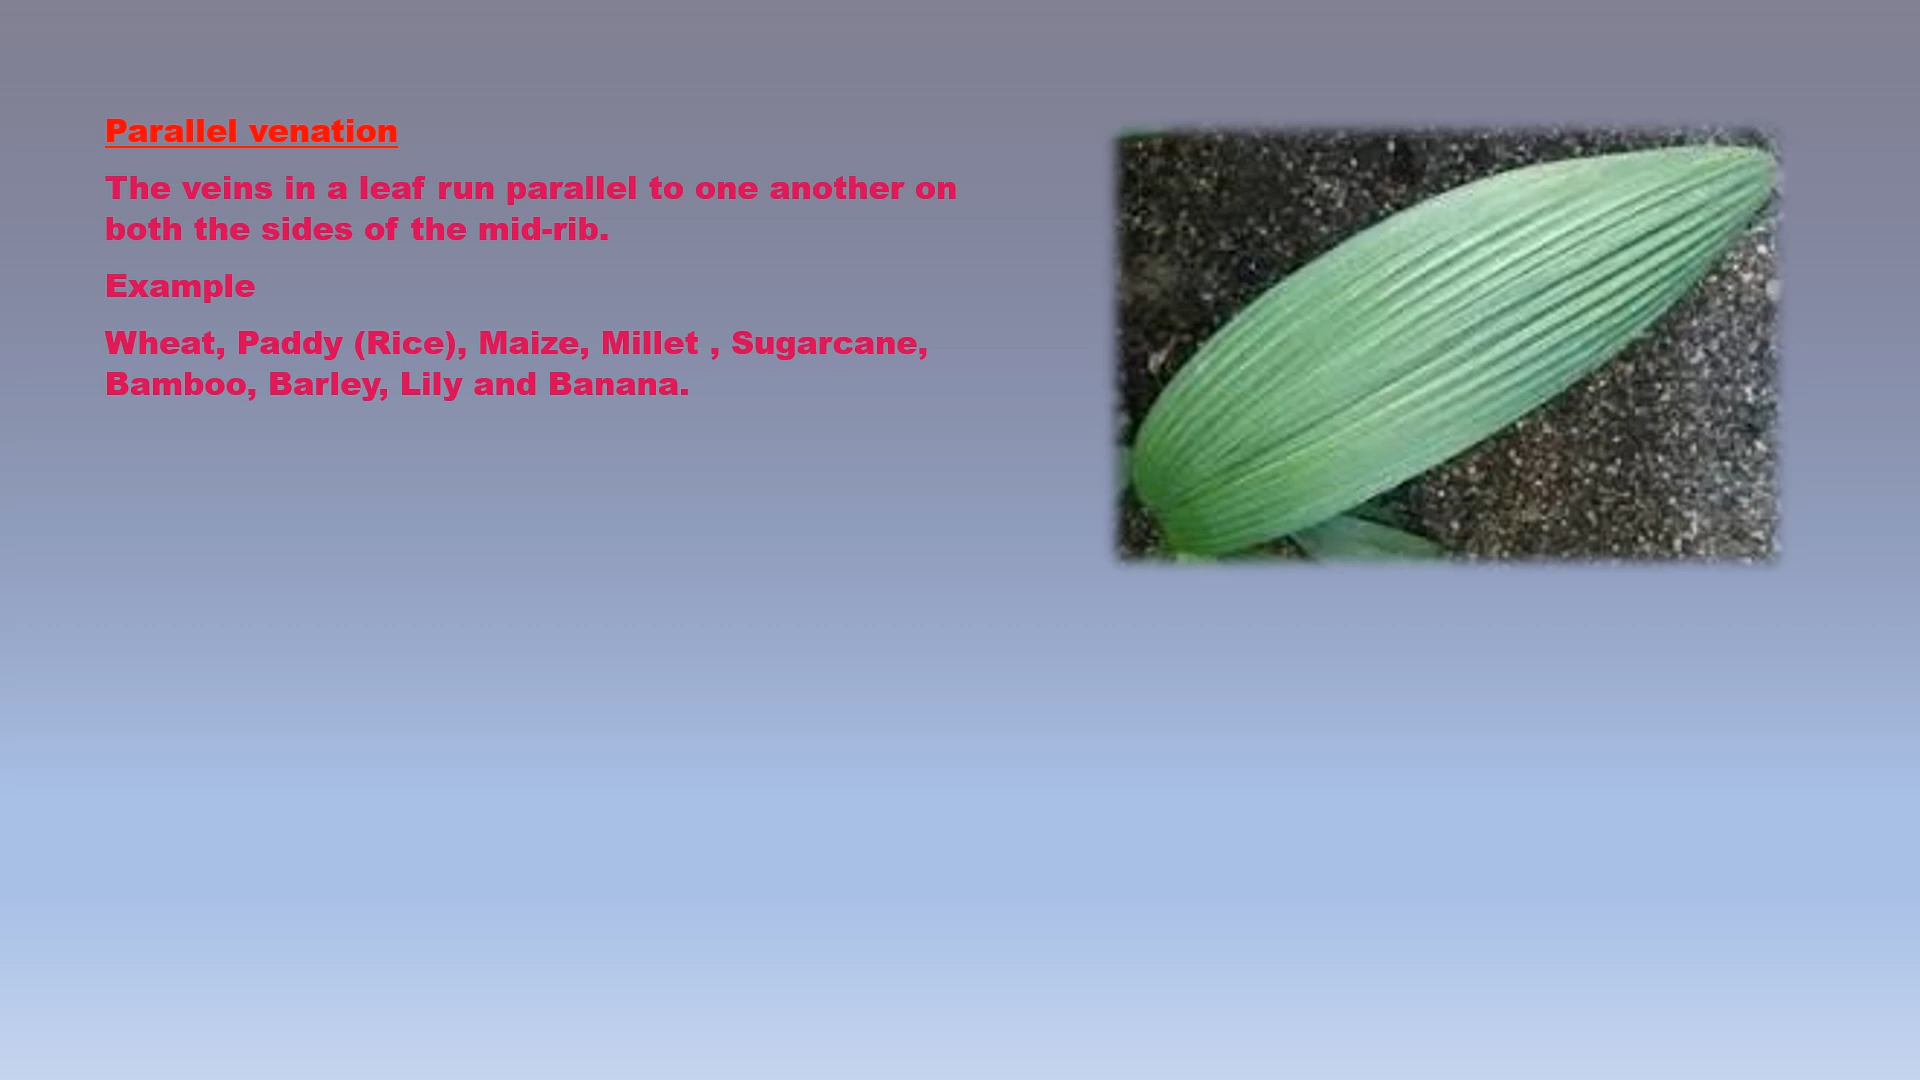 Parallel venation
The veins in a leaf run parallel to one another on
both the sides of the mid-rib.
Example
Wheat, Paddy (Rice), Maize, Millet , Sugarcane,
Bamboo, Barley, Lily and Banana.